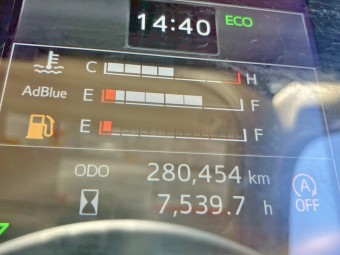 14:40 ECO
C H
AdBlue E F
E F
ODO 280,454 km
7,539.7 h
A OFF